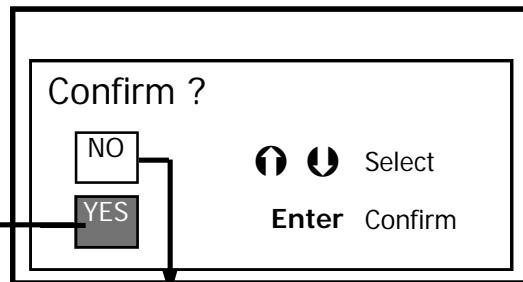 Confirm ?
NO
Select
YES
Enter Confirm